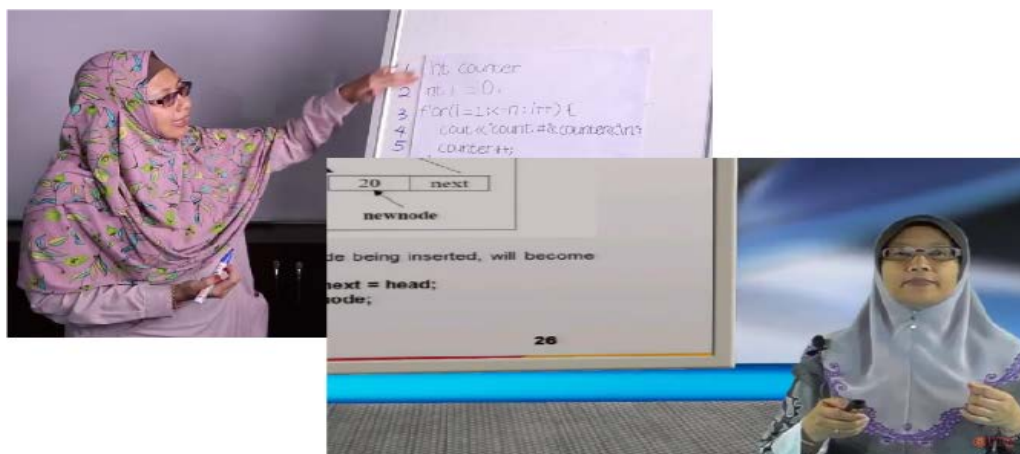 1 int counter
2 int i = 0;
3 for(i=1;i<=n;i++) {
4 cout << "count #" << counter <<
5 counter++;
20 next
newnode
de being inserted, will become
next = head;
node;
26